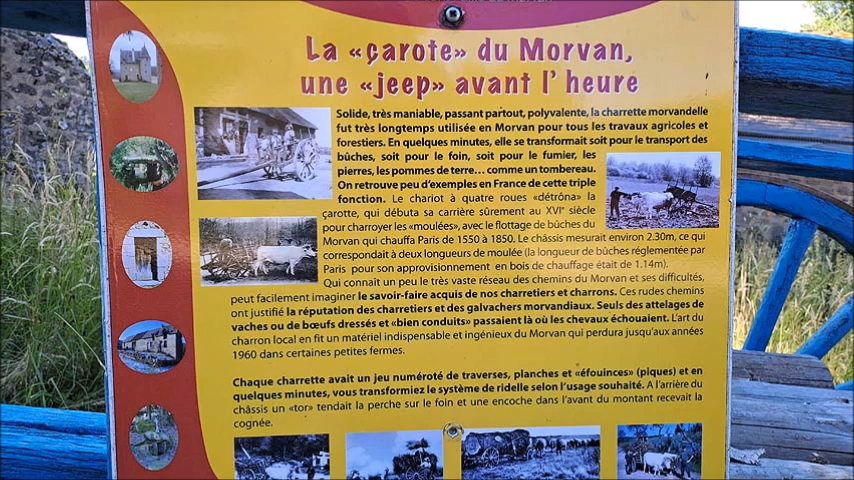 La «çarote» du Morvan,
une «jeep» avant l' heure
Solide, très maniable, passant partout, polyvalente, la charrette morvandelle
fut très longtemps utilisée en Morvan pour tous les travaux agricoles et
forestiers. En quelques minutes, elle se transformait soit pour le transport des
bûches, soit pour le foin, soit pour le fumier, les
pierres, les pommes de terre... comme un tombereau.
On retrouve peu d'exemples en France de cette triple
fonction. Le chariot à quatre roues «détrôna» la
çarotte, qui débuta sa carrière sûrement au XVIe siècle
pour charroyer les «moulées», avec le flottage de bûches du
Morvan qui chauffa Paris de 1550 à 1850. Le châssis mesurait environ 2.30m, ce qui
correspondait à deux longueurs de moulée (la longueur de bûches réglementée par
Paris pour son approvisionnement en bois de chauffage était de 1.14m).
Qui connaît un peu le très vaste réseau des chemins du Morvan et ses difficultés,
peut facilement imaginer le savoir-faire acquis de nos charretiers et charrons. Ces rudes chemins
ont justifié la réputation des charretiers et des galvachers morvandiaux. Seuls des attelages de
vaches ou de bœufs dressés et «bien conduits» passaient là où les chevaux échouaient. L'art du
charron local en fit un matériel indispensable et ingénieux du Morvan qui perdura jusqu'aux années
1960 dans certaines petites fermes.
Chaque charrette avait un jeu numéroté de traverses, planches et «éfouinces» (piques) et en
quelques minutes, vous transformiez le système de ridelle selon l'usage souhaité. A l'arrière du
châssis un «tor» tendait la perche sur le foin et une encoche dans l'avant du montant recevait la
cognée.